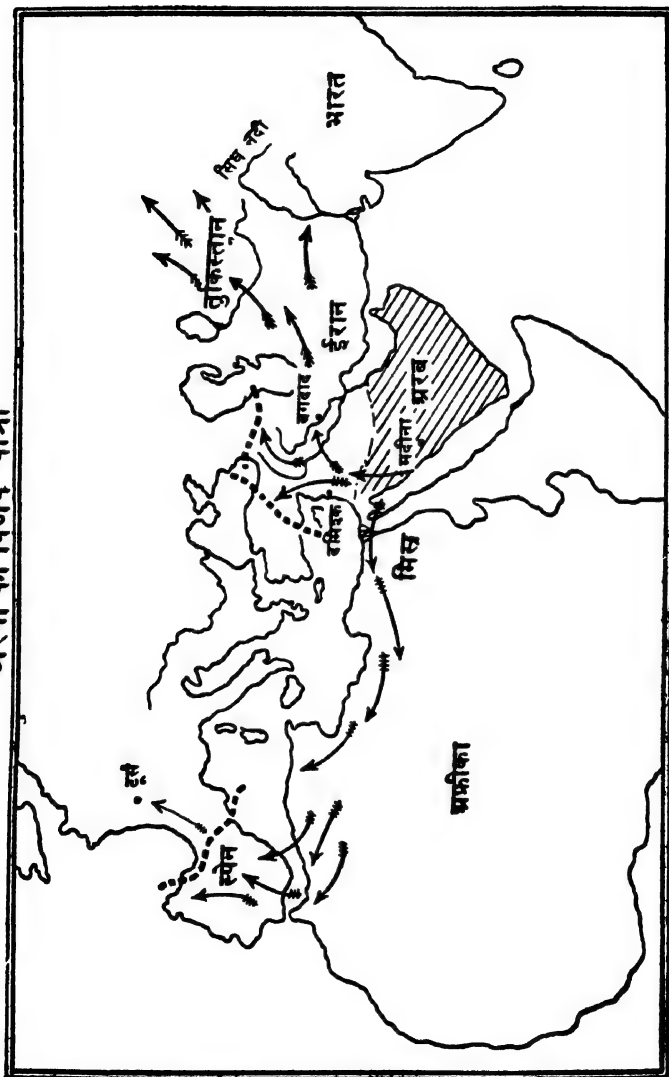 तूर्स
स्पेन
अफ्रीका
मिस्र
दमिश्क
मदीना
अरब
बगदाद
ईरान
तुर्किस्तान
सिंध नदी
भारत